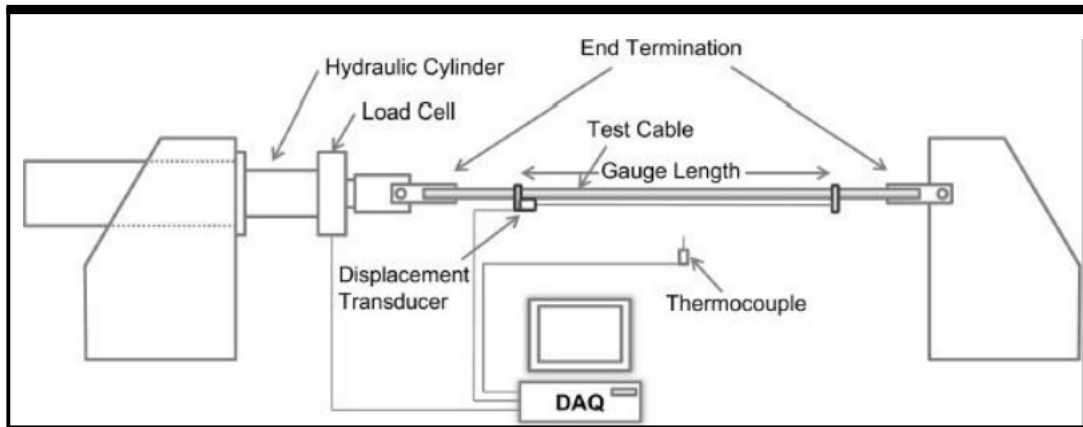 End Termination
Hydraulic Cylinder
Load Cell
Test Cable
Gauge Length
Displacement
Transducer
Thermocouple
DAQ